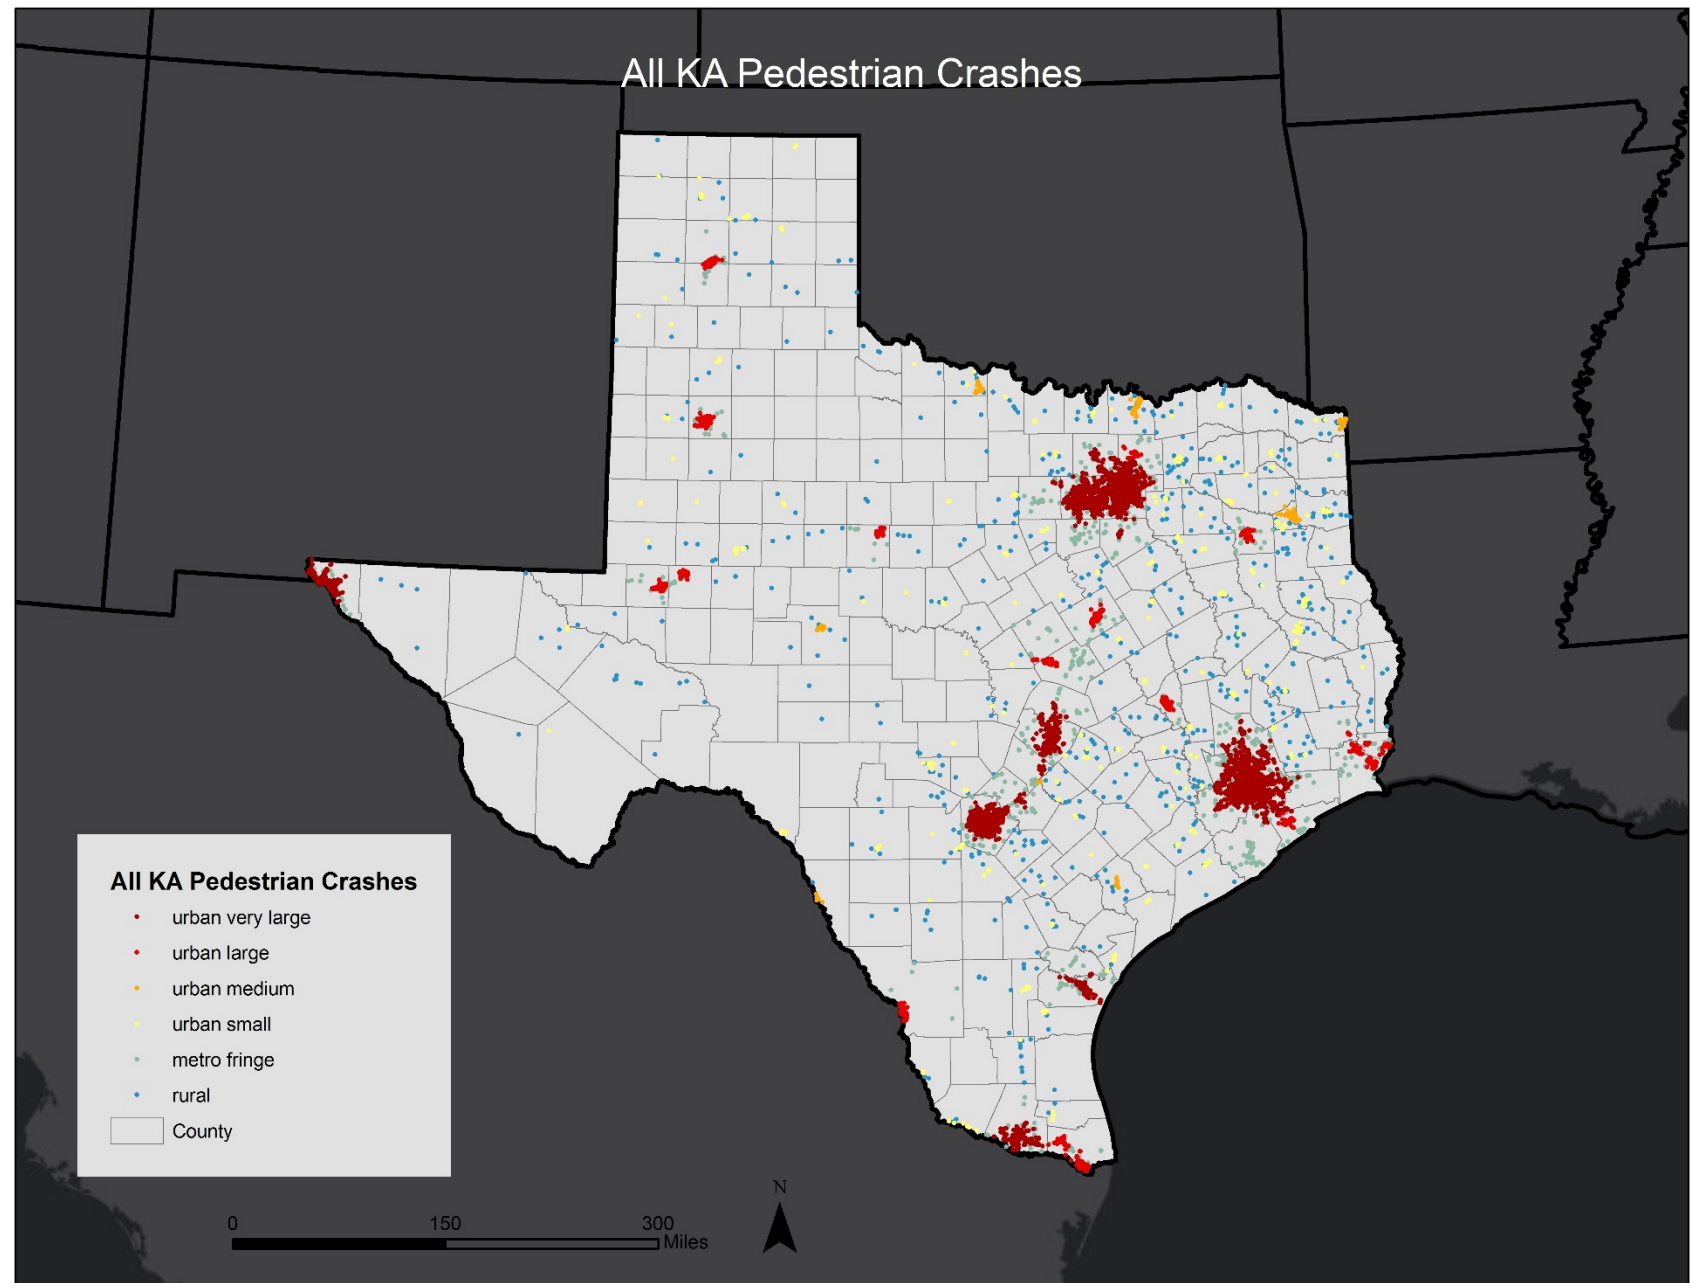 All KA Pedestrian Crashes
All KA Pedestrian Crashes
urban very large
urban large
urban medium
urban small
metro fringe
rural
County
0 150 300
Miles
N